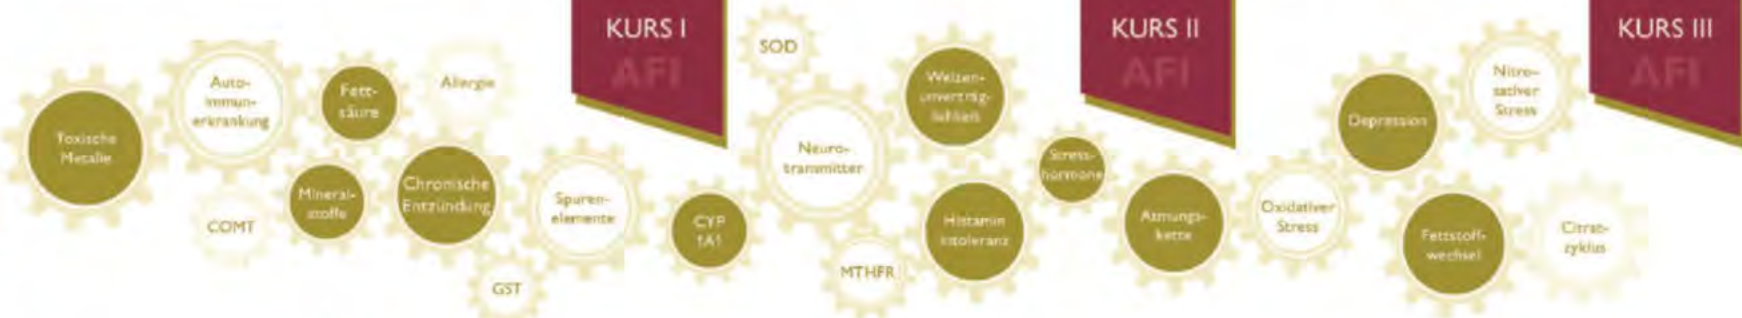 Toxische
Metalle
Auto-
immun-
erkrankung
Fett-
säure
Allergie
COMT
Mineral-
stoffe
Chronische
Entzündung
GST
Spuren-
elemente
KURS I
AFI
CYP
1A1
SOD
Neuro-
transmitter
MTHFR
Weizen-
unverträg-
lichkeit
Histamin
intoleranz
Stress-
hormone
KURS II
AFI
Atmungs-
kette
Oxidativer
Stress
Depression
Fettstoff-
wechsel
Nitro-
sativer
Stress
Citrat-
zyklus
KURS III
AFI